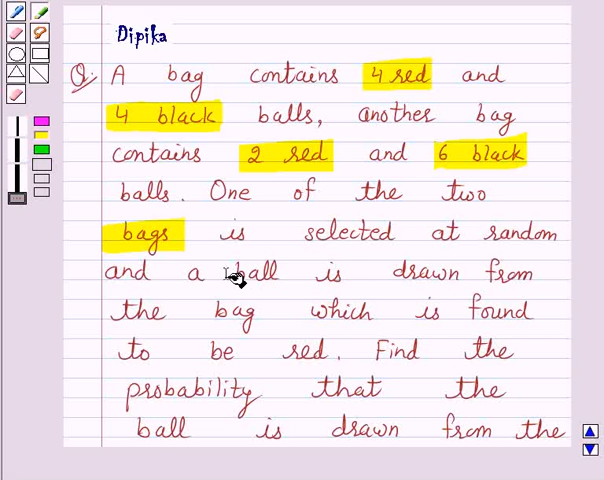 Dipika
Q. A bag contains 4 red and
4 black balls, another bag
contains 2 red and 6 black
balls. One of the two
bags is selected at random
and a ball is drawn from
the bag which is found
to be red. Find the
probability that the
ball is drawn from the